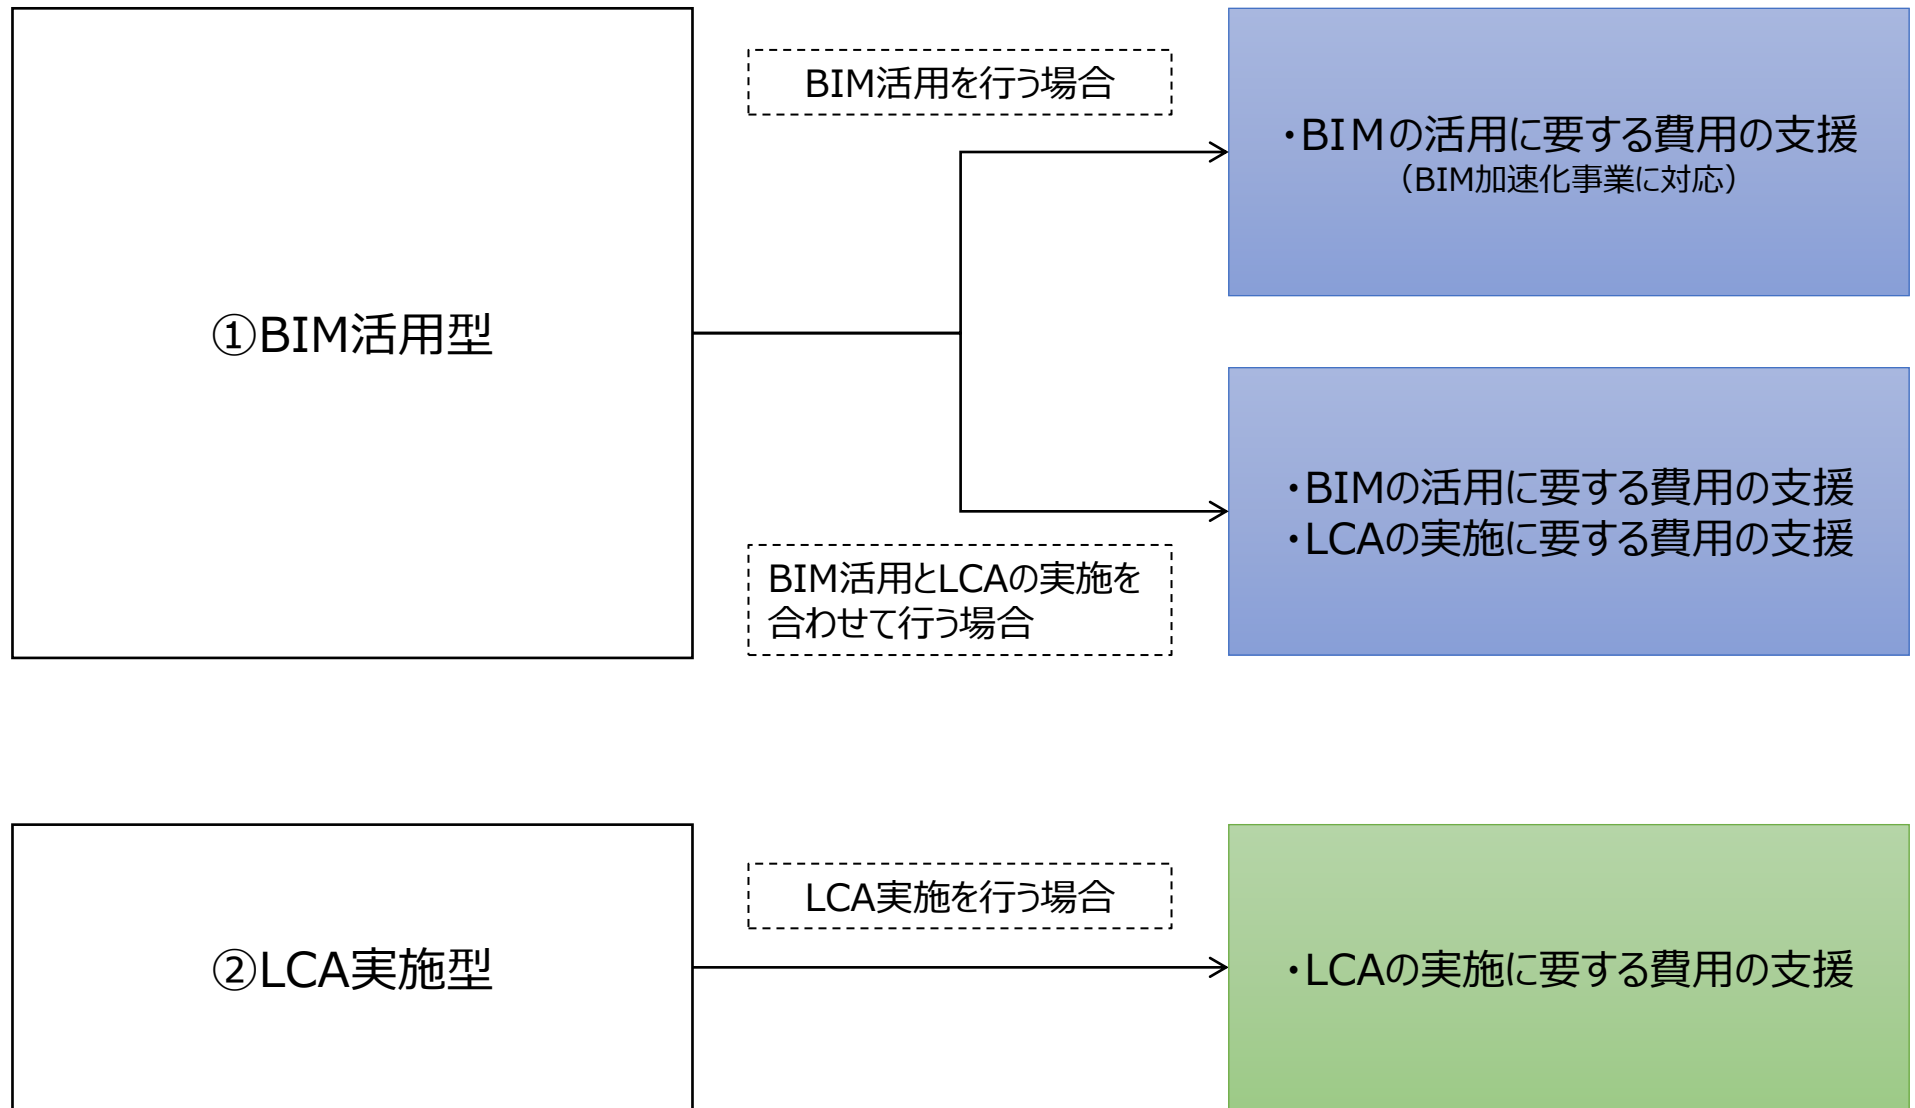 ①BIM活用型
BIM活用を行う場合
・BIMの活用に要する費用の支援
（BIM加速化事業に対応）
BIM活用とLCAの実施を
合わせて行う場合
・BIMの活用に要する費用の支援
・LCAの実施に要する費用の支援
②LCA実施型
LCA実施を行う場合
・LCAの実施に要する費用の支援